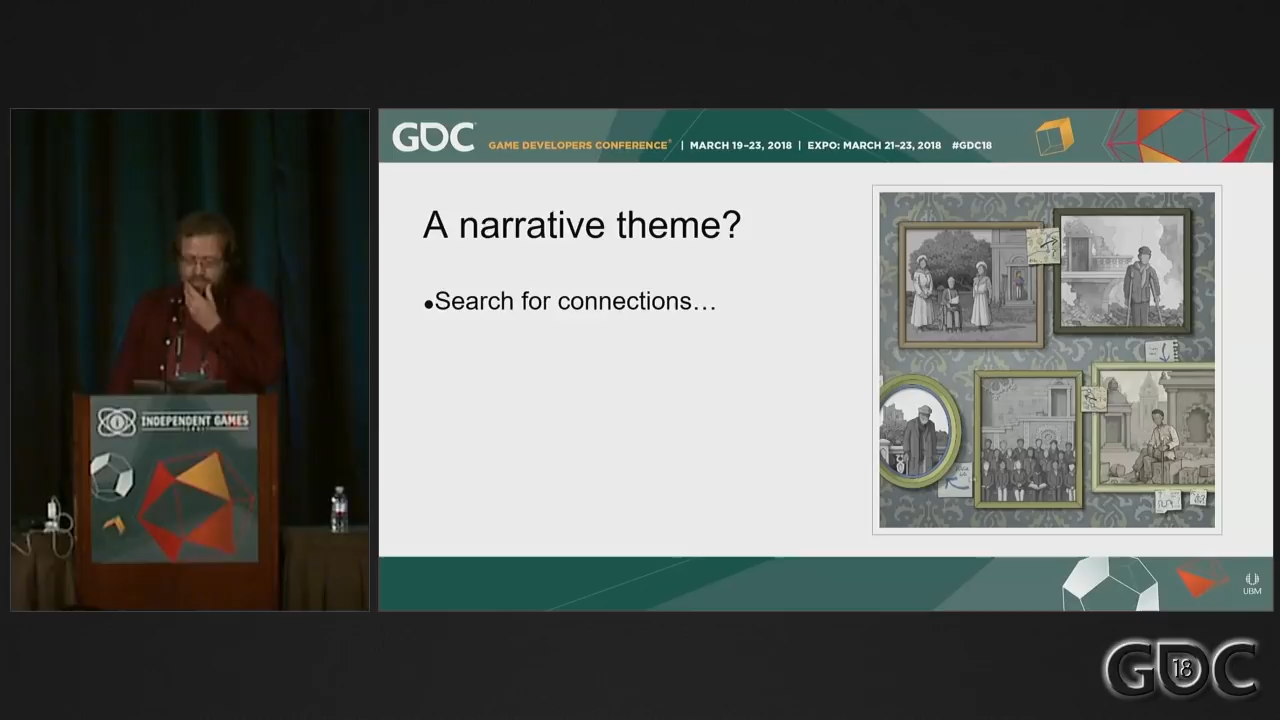 GDC
GAME DEVELOPERS CONFERENCE® | MARCH 19–23, 2018 | EXPO: MARCH 21–23, 2018 #GDC18
A narrative theme?
•Search for connections…
INDEPENDENT GAMES
SUMMIT
UBM
GDC
18